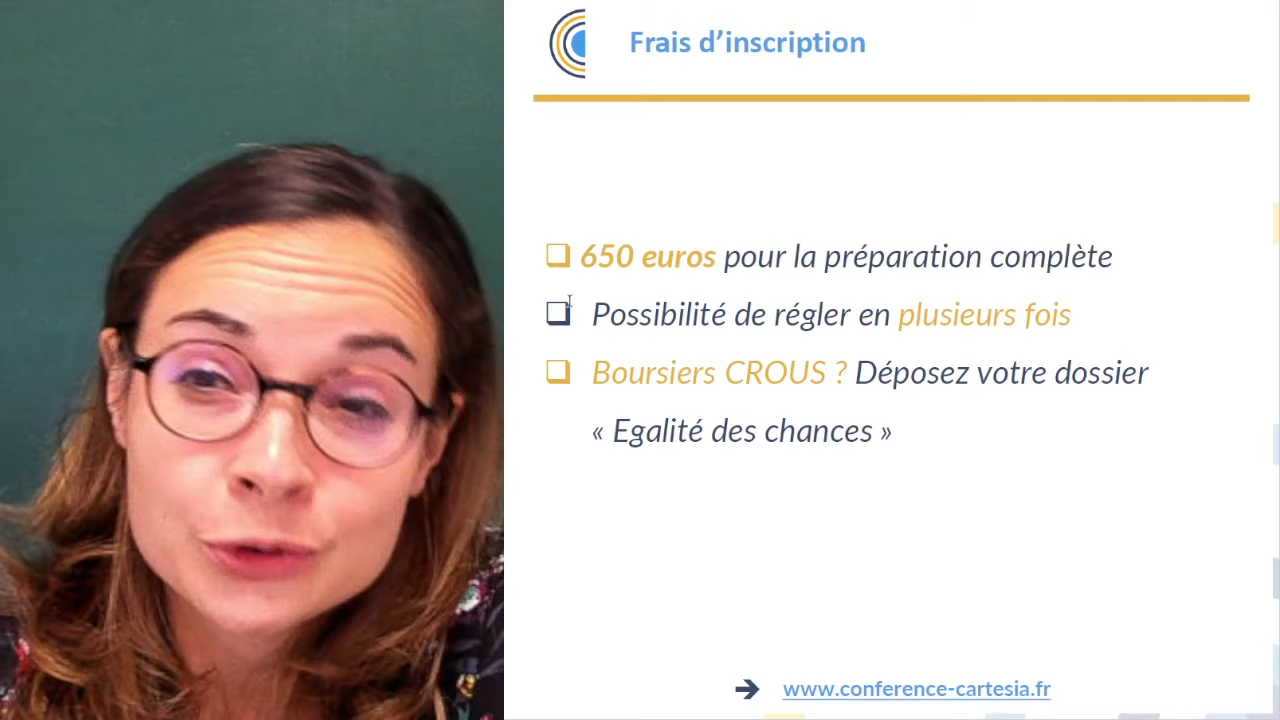 Frais d’inscription
650 euros pour la préparation complète
Possibilité de régler en plusieurs fois
Boursiers CROUS ? Déposez votre dossier
« Egalité des chances »
➔ www.conference-cartesia.fr